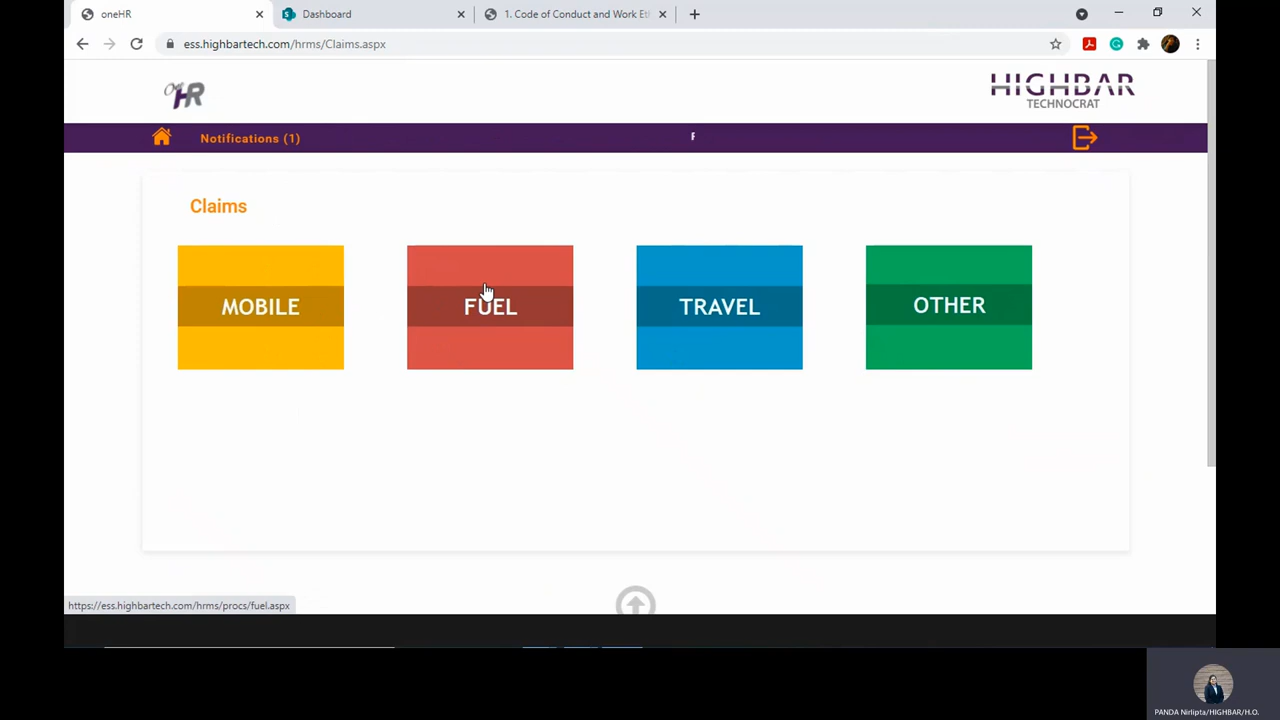 oneHR
Dashboard
1. Code of Conduct and Work Et
ess.highbartech.com/hrms/Claims.aspx
One HR
HIGHBAR
TECHNOCRAT
Notifications (1)
F
Claims
MOBILE
FUEL
TRAVEL
OTHER
https://ess.highbartech.com/hrms/procs/fuel.aspx
PANDA Nirlipta/HIGHBAR/H.O.